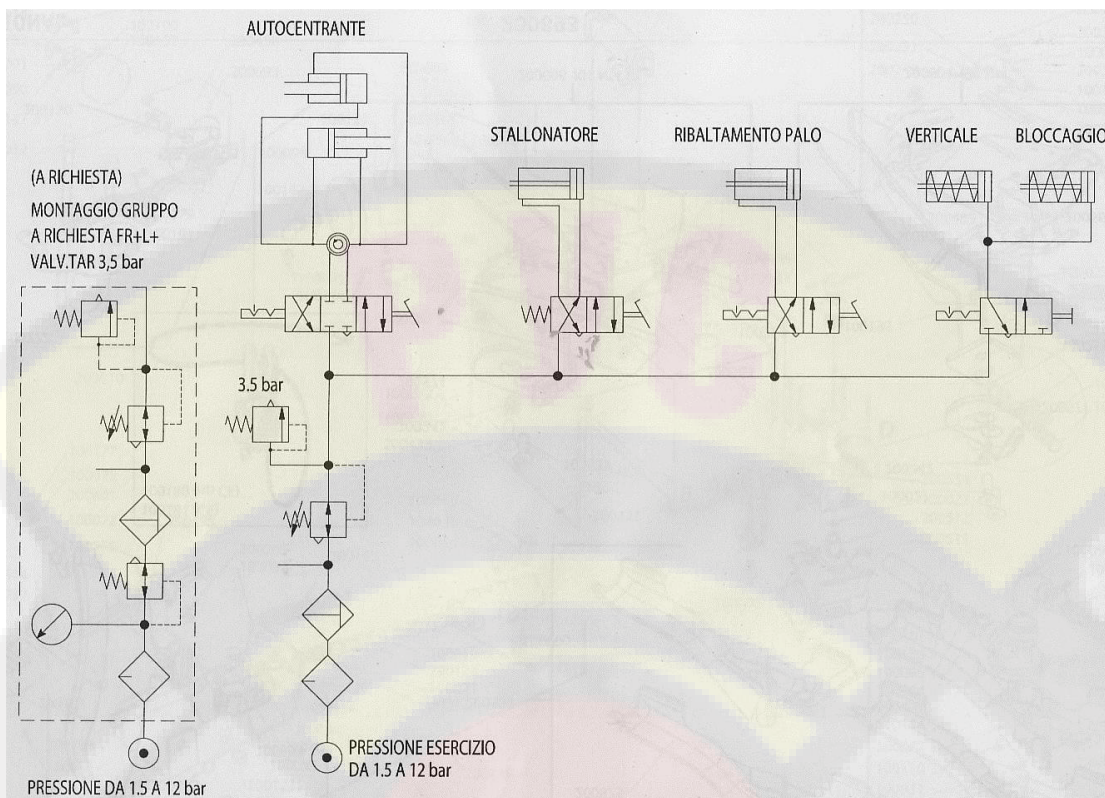 AUTOCENTRANTE
STALLONATORE
RIBALTAMENTO PALO
VERTICALE
BLOCCAGGIO
(A RICHIESTA)
MONTAGGIO GRUPPO
A RICHIESTA FR+L+
VALV.TAR 3,5 bar
3.5 bar
PVC
PRESSIONE ESERCIZIO
DA 1.5 A 12 bar
PRESSIONE DA 1.5 A 12 bar